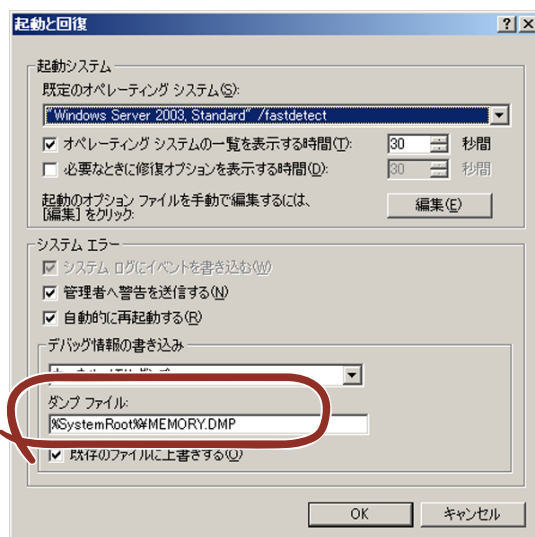 起動と回復
起動システム
既定のオペレーティング システム(S):
"Windows Server 2003, Standard" /fastdetect
オペレーティング システムの一覧を表示する時間(T):
30
秒間
必要なときに修復オプションを表示する時間(D):
30
秒間
起動のオプション ファイルを手動で編集するには、
[編集] をクリック:
編集(E)
システム エラー
システム ログにイベントを書き込む(W)
管理者へ警告を送信する(N)
自動的に再起動する(R)
デバッグ情報の書き込み
ダンプ ファイル:
%SystemRoot%¥MEMORY.DMP
既存のファイルに上書きする(O)
OK
キャンセル